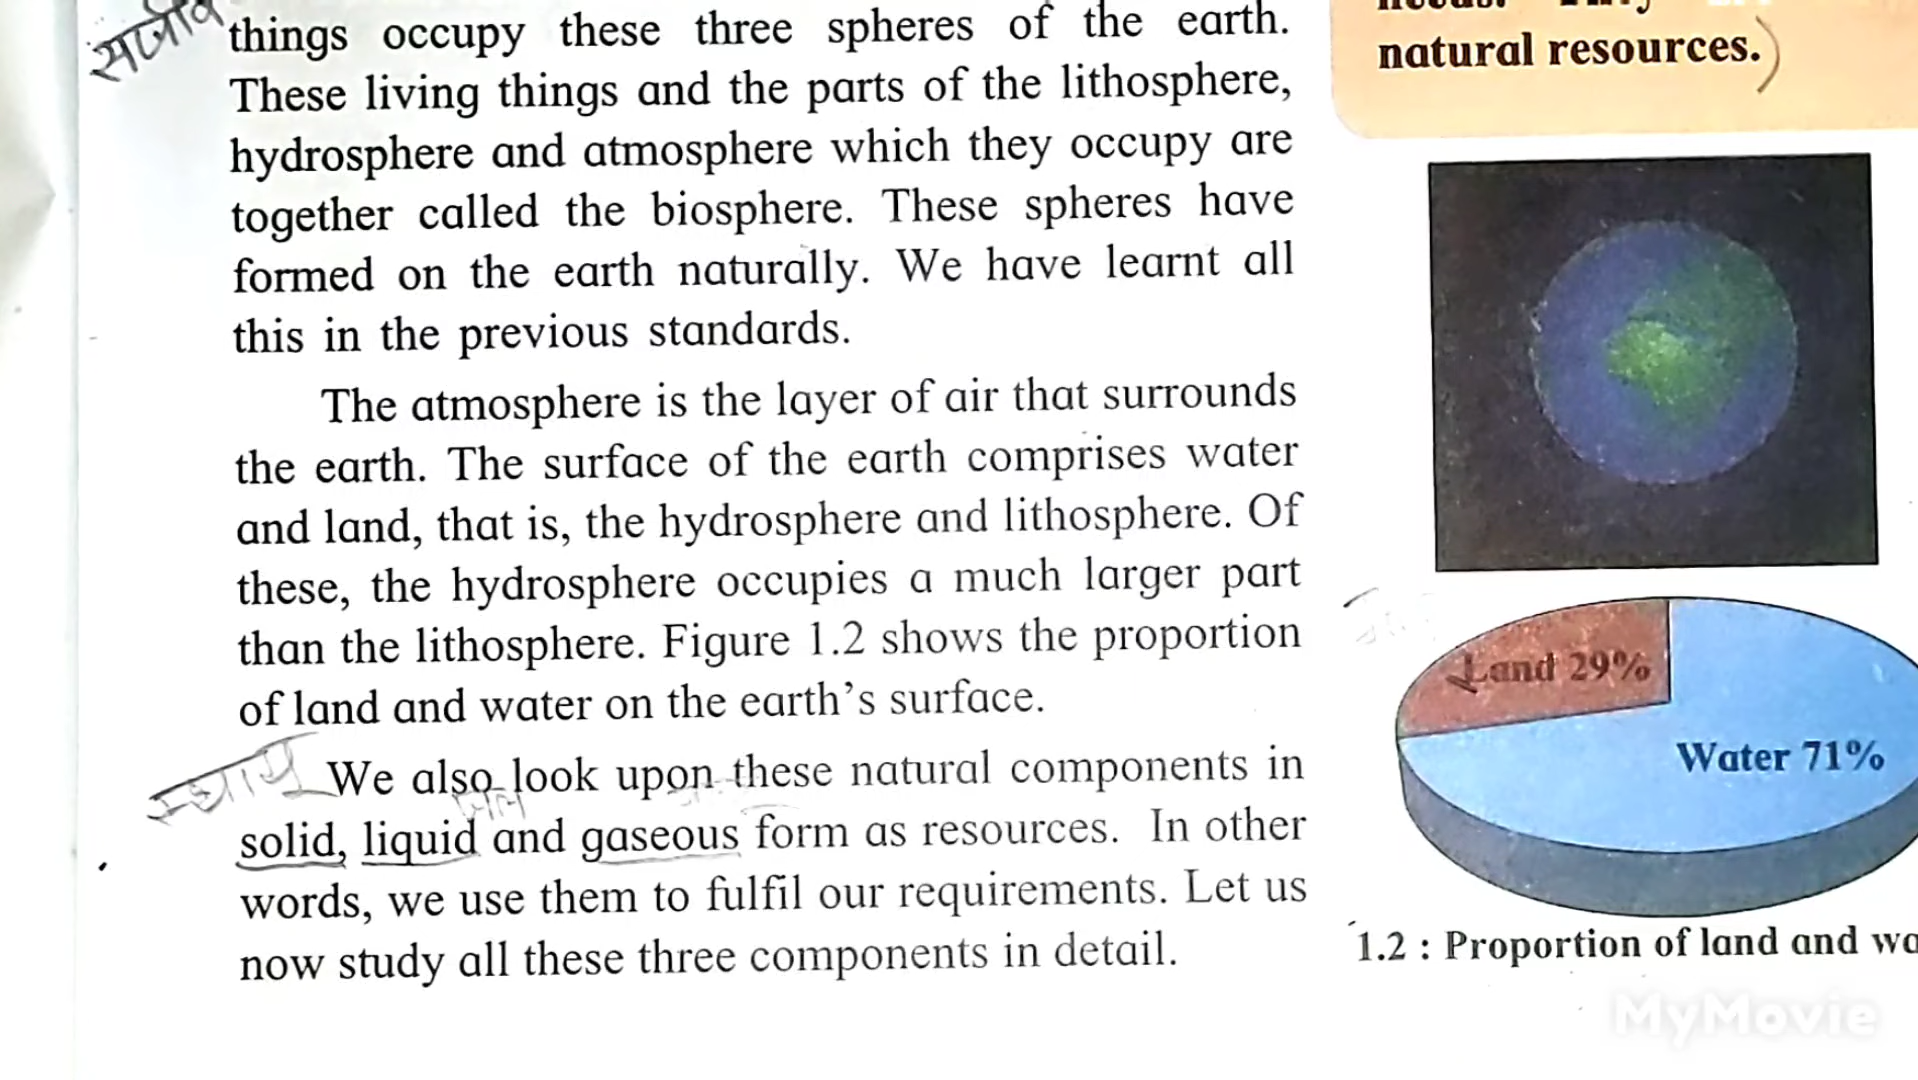 सजीव
things occupy these three spheres of the earth.
These living things and the parts of the lithosphere,
hydrosphere and atmosphere which they occupy are
together called the biosphere. These spheres have
formed on the earth naturally. We have learnt all
this in the previous standards.
The atmosphere is the layer of air that surrounds
the earth. The surface of the earth comprises water
and land, that is, the hydrosphere and lithosphere. Of
these, the hydrosphere occupies a much larger part
than the lithosphere. Figure 1.2 shows the proportion
of land and water on the earth’s surface.
We also look upon these natural components in
solid, liquid and gaseous form as resources. In other
words, we use them to fulfil our requirements. Let us
now study all these three components in detail.
natural resources.
Land 29%
Water 71%
1.2 : Proportion of land and wa
MyMovie